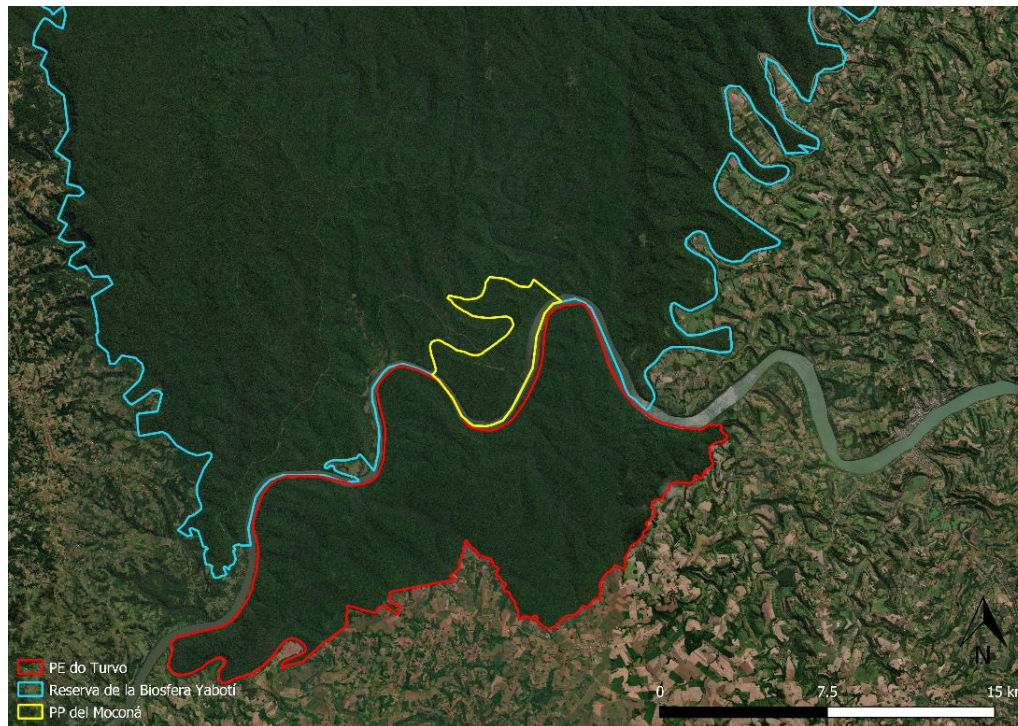 PE do Turvo
Reserva de la Biosfera Yabotí
PP del Moconá
N
0 7.5 15 km